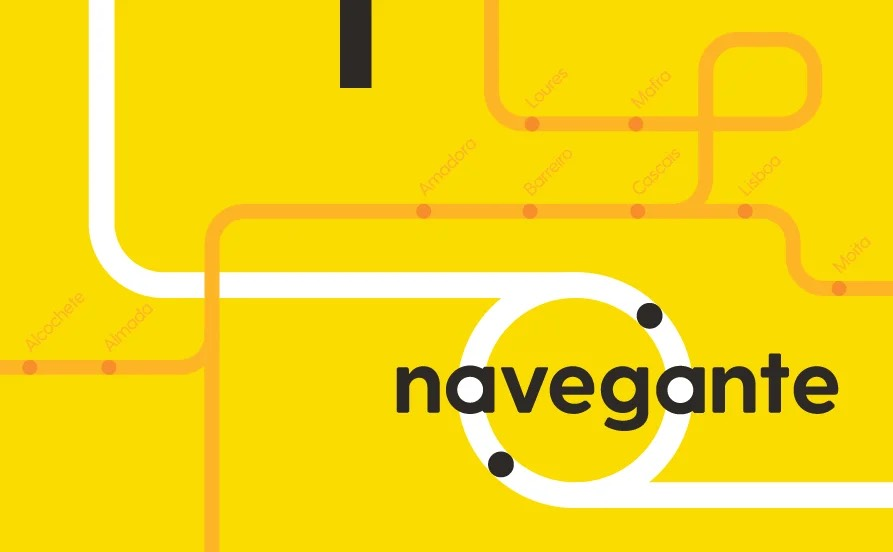 Loures
Mafra
Amadora
Barreiro
Cascais
Lisboa
Moita
Alcochete
Almada
navegante